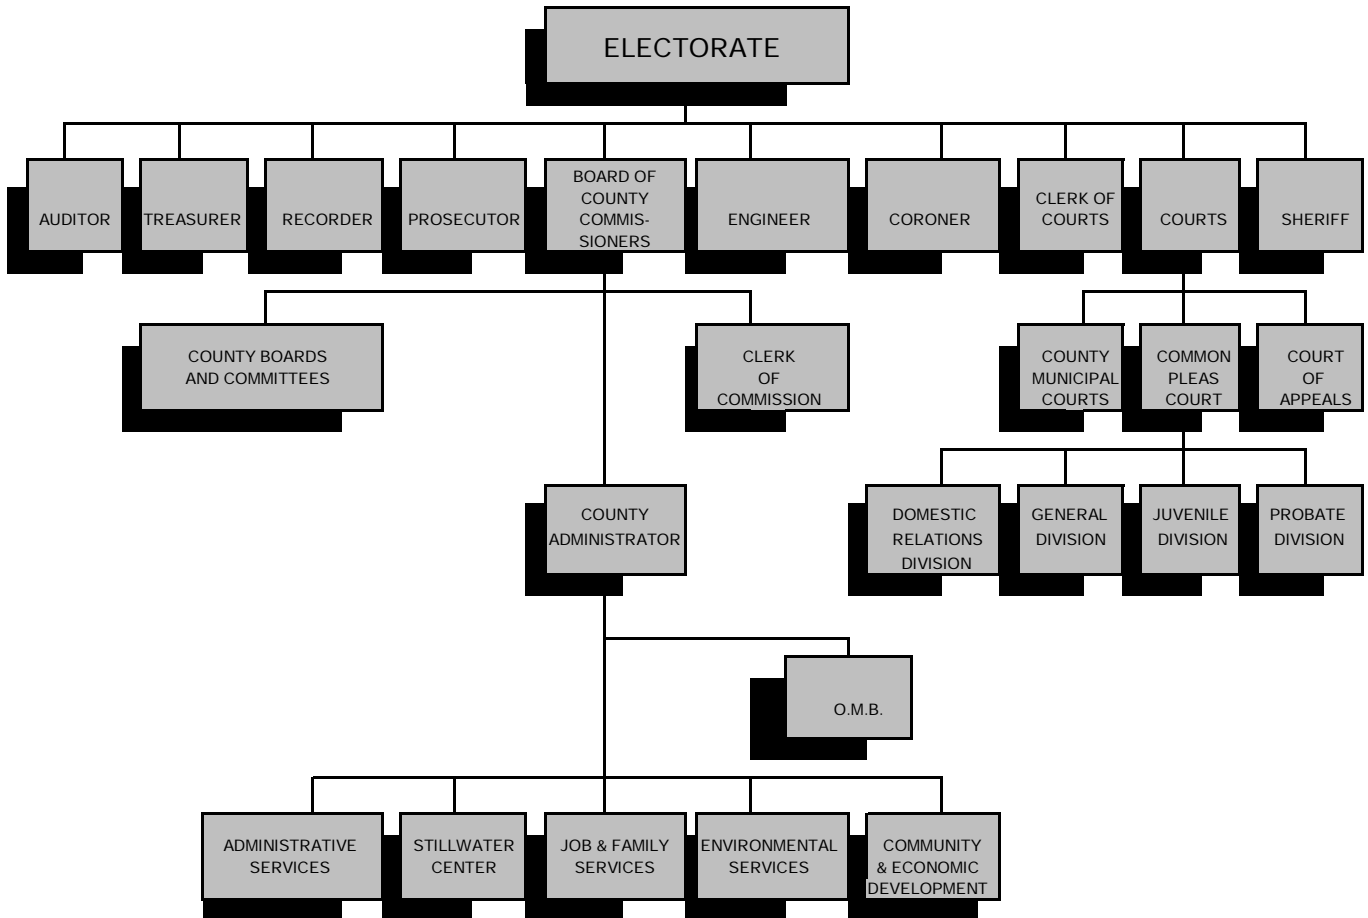 ELECTORATE
AUDITOR
TREASURER
RECORDER
PROSECUTOR
BOARD OF
COUNTY
COMMIS-
SIONERS
ENGINEER
CORONER
CLERK OF
COURTS
COURTS
SHERIFF
COUNTY BOARDS
AND COMMITTEES
CLERK
OF
COMMISSION
COUNTY
MUNICIPAL
COURTS
COMMON
PLEAS
COURT
COURT
OF
APPEALS
COUNTY
ADMINISTRATOR
DOMESTIC
RELATIONS
DIVISION
GENERAL
DIVISION
JUVENILE
DIVISION
PROBATE
DIVISION
O.M.B.
ADMINISTRATIVE
SERVICES
STILLWATER
CENTER
JOB & FAMILY
SERVICES
ENVIRONMENTAL
SERVICES
COMMUNITY
& ECONOMIC
DEVELOPMENT